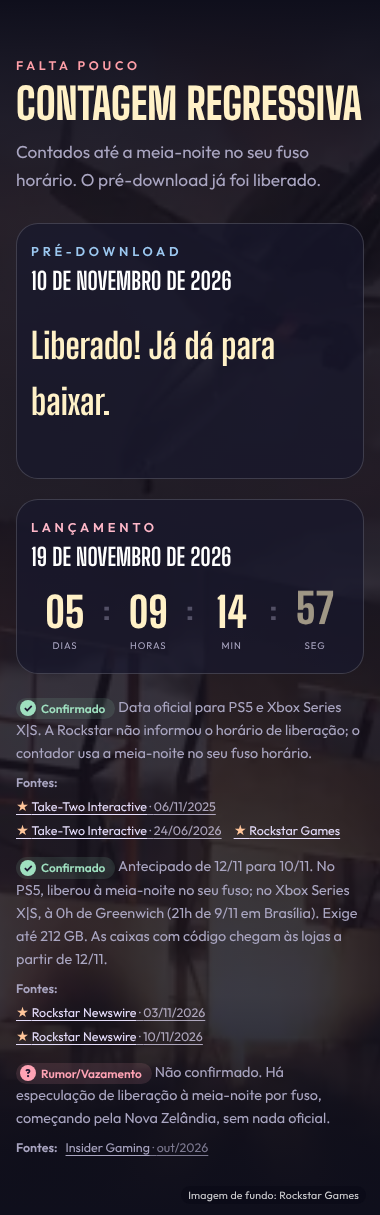 FALTA POUCO
CONTAGEM REGRESSIVA
Contados até a meia-noite no seu fuso
horário. O pré-download já foi liberado.
PRÉ-DOWNLOAD
10 DE NOVEMBRO DE 2026
Liberado! Já dá para
baixar.
LANÇAMENTO
19 DE NOVEMBRO DE 2026
05 : 09 : 14 : 57
DIAS HORAS MIN SEG
Confirmado Data oficial para PS5 e Xbox Series
X|S. A Rockstar não informou o horário de liberação; o
contador usa a meia-noite no seu fuso horário.
Fontes:
★ Take-Two Interactive · 06/11/2025
★ Take-Two Interactive · 24/06/2026 ★ Rockstar Games
Confirmado Antecipado de 12/11 para 10/11. No
PS5, liberou à meia-noite no seu fuso; no Xbox Series
X|S, à 0h de Greenwich (21h de 9/11 em Brasília). Exige
até 212 GB. As caixas com código chegam às lojas a
partir de 12/11.
Fontes:
★ Rockstar Newswire · 03/11/2026
★ Rockstar Newswire · 10/11/2026
? Rumor/Vazamento Não confirmado. Há
especulação de liberação à meia-noite por fuso,
começando pela Nova Zelândia, sem nada oficial.
Fontes: Insider Gaming · out/2026
Imagem de fundo: Rockstar Games